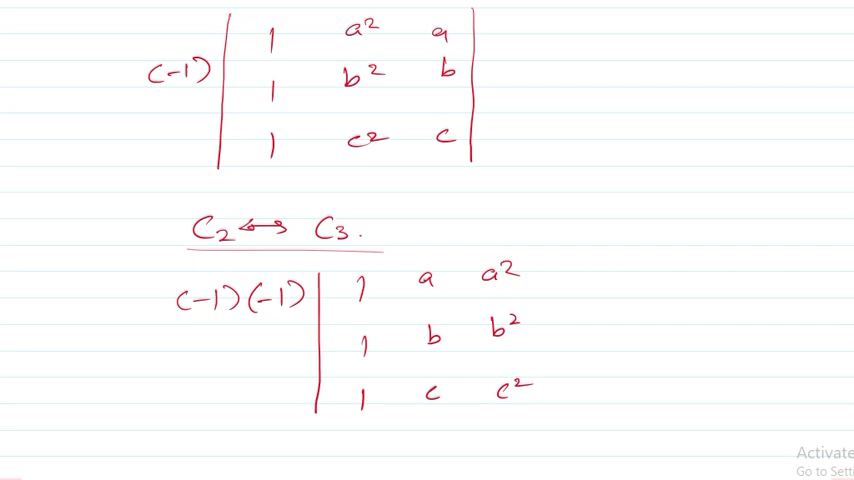 1 a² a
(-1) 1 b² b
1 c² c
C₂ ↔ C₃.
(-1)(-1) 1 a a²
1 b b²
1 c c²
Activate
Go to Setti